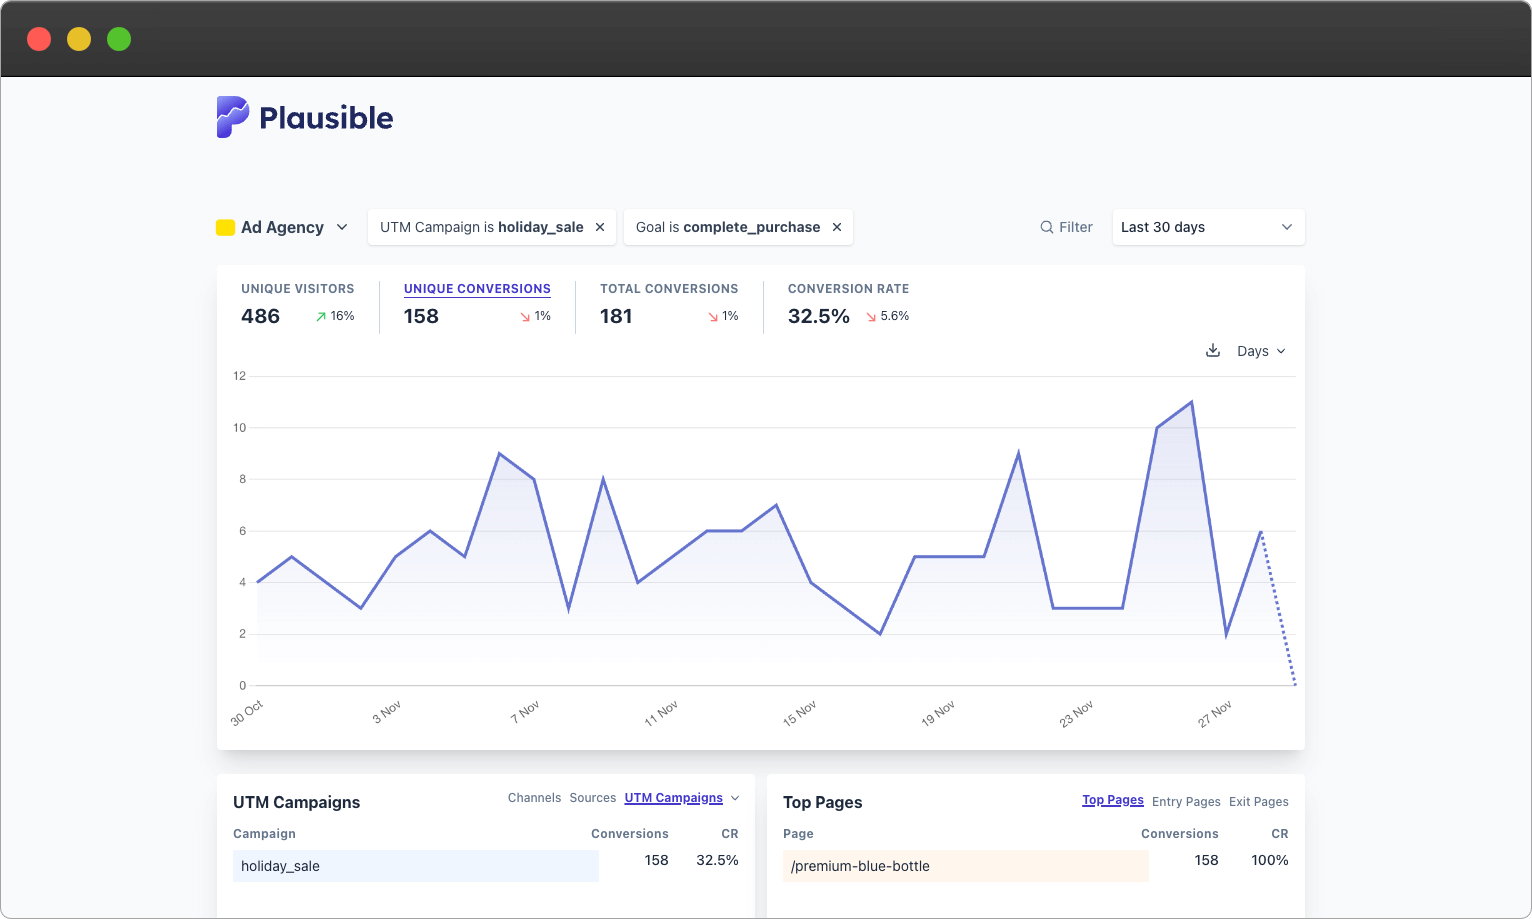 Plausible
Ad Agency UTM Campaign is holiday_sale × Goal is complete_purchase × Filter Last 30 days
UNIQUE VISITORS UNIQUE CONVERSIONS TOTAL CONVERSIONS CONVERSION RATE
486 16% 158 1% 181 1% 32.5% 5.6%
Days
12
10
8
6
4
2
0
30 Oct 3 Nov 7 Nov 11 Nov 15 Nov 19 Nov 23 Nov 27 Nov
UTM Campaigns Channels Sources UTM Campaigns
Campaign Conversions CR
holiday_sale 158 32.5%
Top Pages Top Pages Entry Pages Exit Pages
Page Conversions CR
/premium-blue-bottle 158 100%